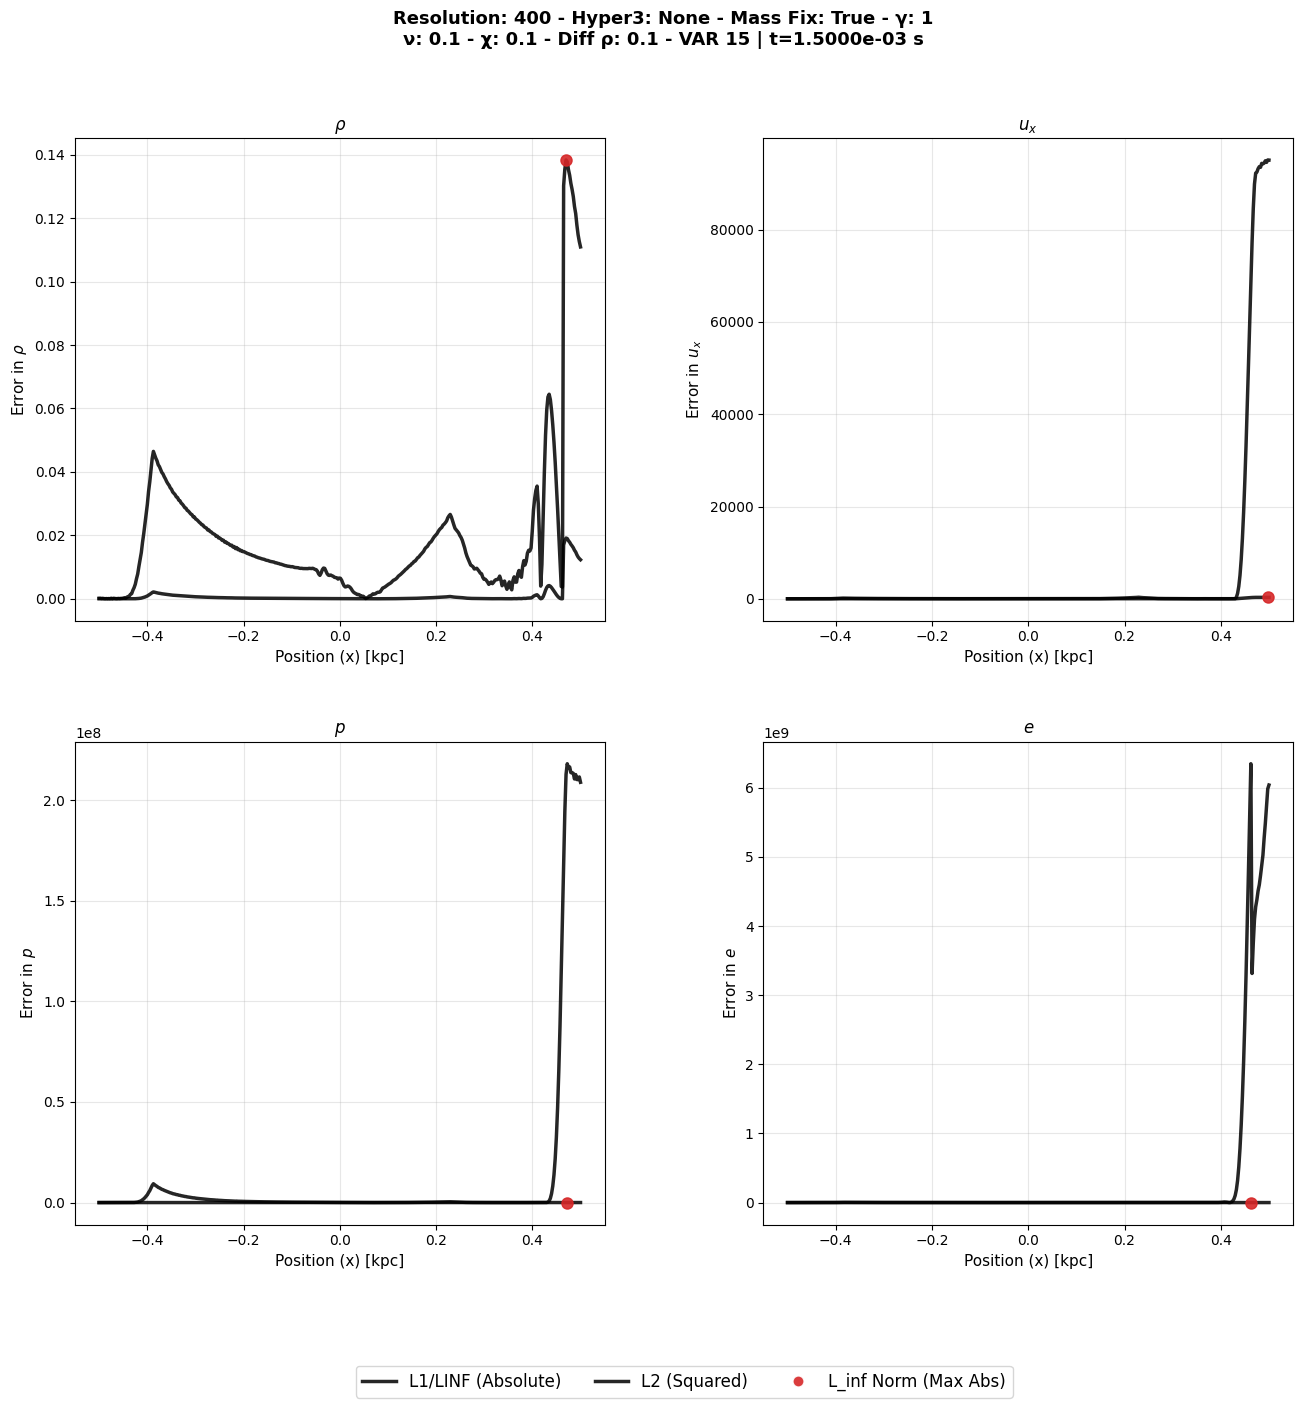 Resolution: 400 - Hyper3: None - Mass Fix: True - γ: 1
ν: 0.1 - χ: 0.1 - Diff ρ: 0.1 - VAR 15 | t=1.5000e-03 s
ρ
Error in ρ
0.14
0.12
0.10
0.08
0.06
0.04
0.02
0.00
−0.4 −0.2 0.0 0.2 0.4
Position (x) [kpc]
u_x
Error in u_x
80000
60000
40000
20000
0
−0.4 −0.2 0.0 0.2 0.4
Position (x) [kpc]
p
1e8
Error in p
2.0
1.5
1.0
0.5
0.0
−0.4 −0.2 0.0 0.2 0.4
Position (x) [kpc]
e
1e9
Error in e
6
5
4
3
2
1
0
−0.4 −0.2 0.0 0.2 0.4
Position (x) [kpc]
L1/LINF (Absolute) L2 (Squared) L_inf Norm (Max Abs)